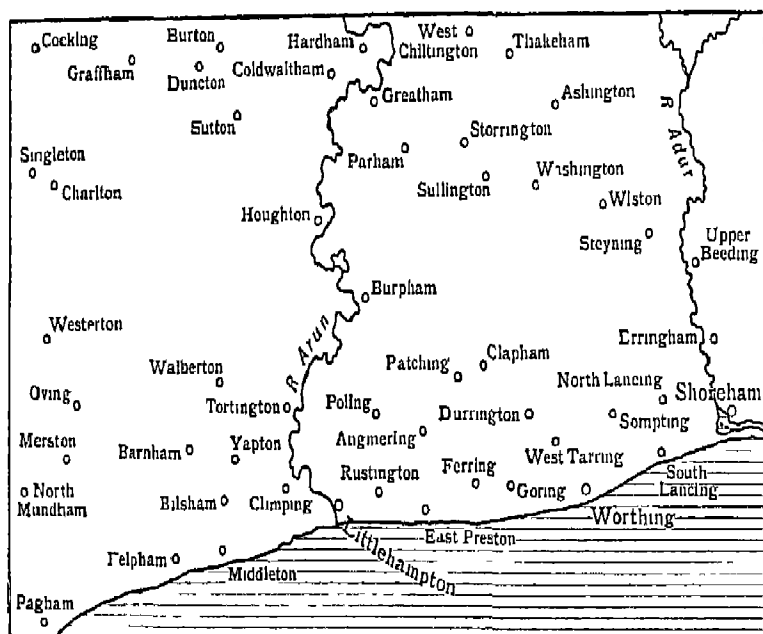 Cocking
Burton
Hardham
West
Chiltington
Thakeham
Graffham
Duncton
Coldwaltham
Greatham
Ashington
R Adur
Sutton
Storrington
Parham
Singleton
Charlton
Sullington
Washington
Wiston
Houghton
Steyning
Upper
Beeding
Burpham
Westerton
R Arun
Erringham
Walberton
Patching
Clapham
North Lancing
Shoreham
Oving
Tortington
Poling
Durrington
Sompting
Merston
Barnham
Yapton
Angmering
West Tarring
South
Lancing
Rustington
Ferring
Goring
North
Mundham
Bilsham
Climping
Worthing
East Preston
Littlehampton
Felpham
Middleton
Pagham